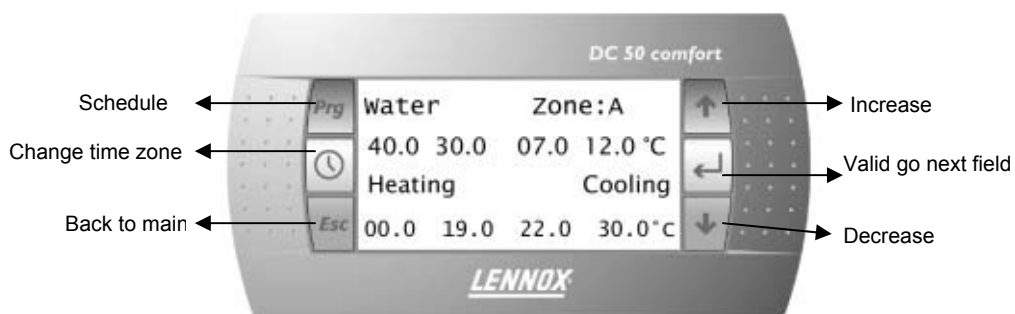 DC 50 comfort
Schedule
Prg
Water Zone:A
Increase
40.0 30.0 07.0 12.0 °C
Change time zone
Valid go next field
Heating Cooling
Back to main
Esc
00.0 19.0 22.0 30.0°C
Decrease
LENNOX